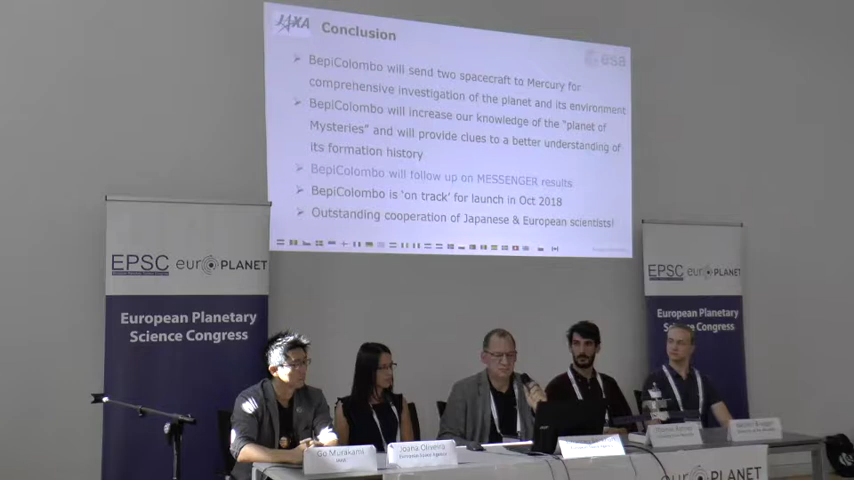 JAXA
Conclusion
esa
➢ BepiColombo will send two spacecraft to Mercury for
comprehensive investigation of the planet and its environment
➢ BepiColombo will increase our knowledge of the “planet of
Mysteries” and will provide clues to a better understanding of
its formation history
➢ BepiColombo will follow up on MESSENGER results
➢ BepiColombo is ‘on track’ for launch in Oct 2018
➢ Outstanding cooperation of Japanese & European scientists!
EPSC
euroPLANET
European Planetary
Science Congress
EPSC
euroPLANET
European Planetary
Science Congress
Go Murakami
JAXA
Joana Oliveira
European Space Agency
euroPLANET